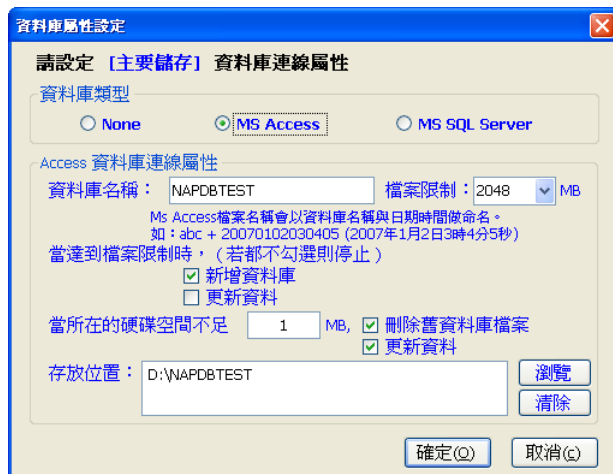 資料庫屬性設定
請設定 [主要儲存] 資料庫連線屬性
資料庫類型
None MS Access MS SQL Server
Access 資料庫連線屬性
資料庫名稱： NAPDBTEST 檔案限制：2048 MB
Ms Access檔案名稱會以資料庫名稱與日期時間做命名。
如：abc + 20070102030405 (2007年1月2日3時4分5秒)
當達到檔案限制時，(若都不勾選則停止)
新增資料庫
更新資料
當所在的硬碟空間不足 1 MB, 刪除舊資料庫檔案
更新資料
存放位置： D:\NAPDBTEST 瀏覽
清除
確定(O) 取消(c)